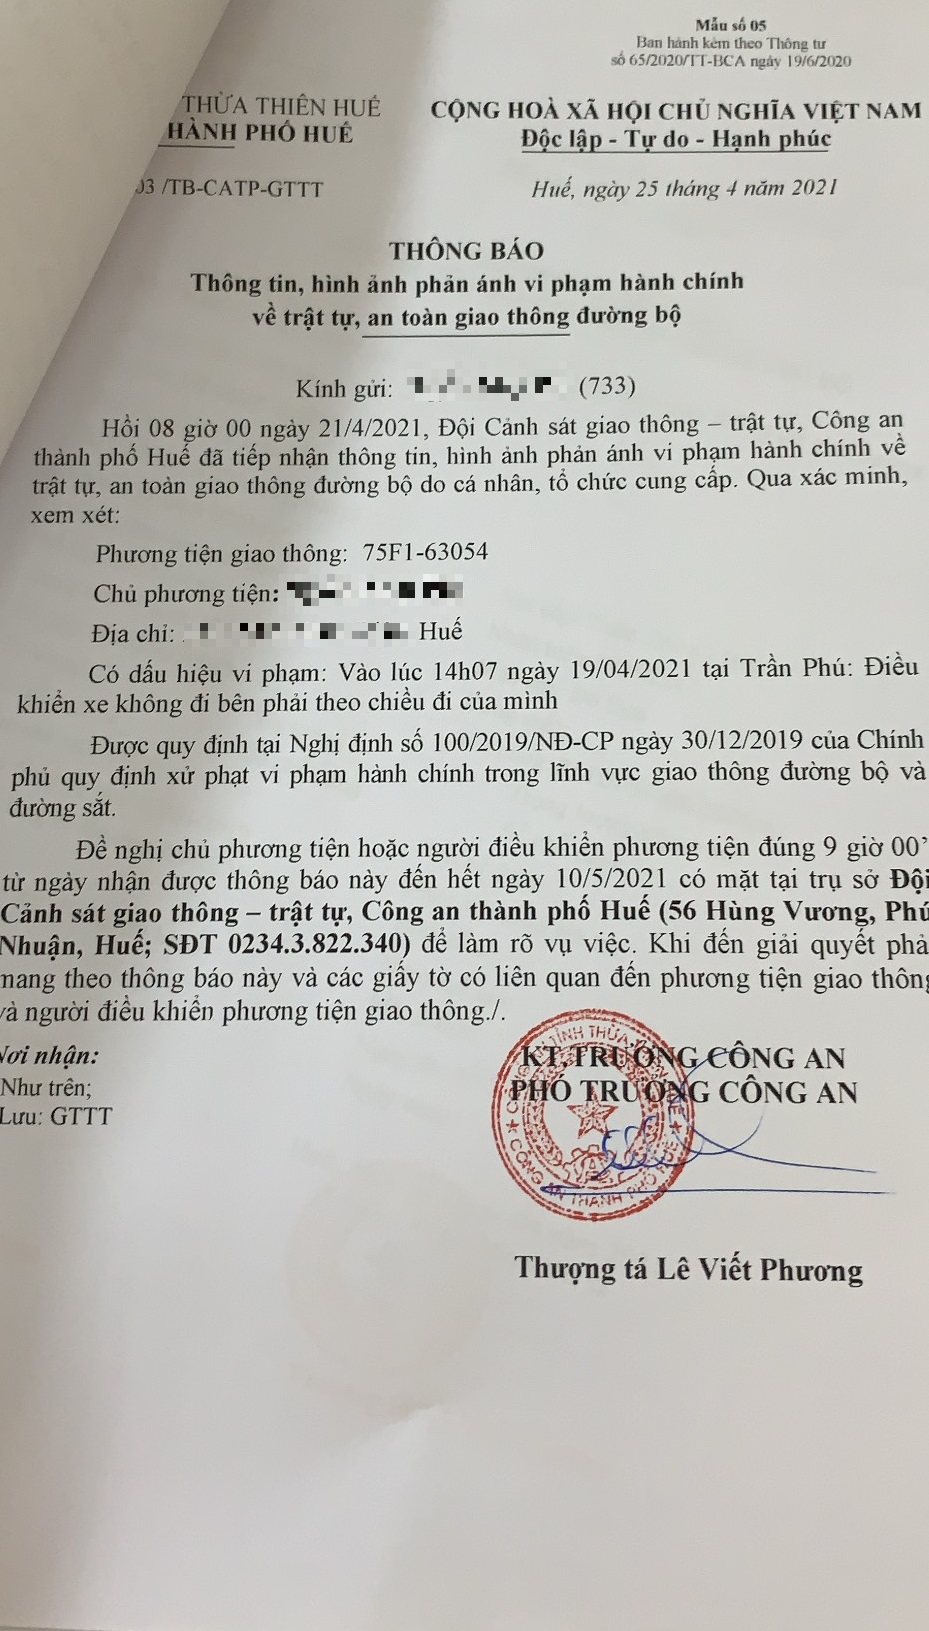 Mẫu số 05
Ban hành kèm theo Thông tư
số 65/2020/TT-BCA ngày 19/6/2020
THỪA THIÊN HUẾ
HÀNH PHỐ HUẾ
CỘNG HOÀ XÃ HỘI CHỦ NGHĨA VIỆT NAM
Độc lập - Tự do - Hạnh phúc
03 /TB-CATP-GTTT
Huế, ngày 25 tháng 4 năm 2021
THÔNG BÁO
Thông tin, hình ảnh phản ánh vi phạm hành chính
về trật tự, an toàn giao thông đường bộ
Kính gửi: (733)
Hồi 08 giờ 00 ngày 21/4/2021, Đội Cảnh sát giao thông – trật tự, Công an
thành phố Huế đã tiếp nhận thông tin, hình ảnh phản ánh vi phạm hành chính về
trật tự, an toàn giao thông đường bộ do cá nhân, tổ chức cung cấp. Qua xác minh,
xem xét:
Phương tiện giao thông: 75F1-63054
Chủ phương tiện:
Địa chỉ: Huế
Có dấu hiệu vi phạm: Vào lúc 14h07 ngày 19/04/2021 tại Trần Phú: Điều
khiển xe không đi bên phải theo chiều đi của mình
Được quy định tại Nghị định số 100/2019/NĐ-CP ngày 30/12/2019 của Chính
phủ quy định xử phạt vi phạm hành chính trong lĩnh vực giao thông đường bộ và
đường sắt.
Đề nghị chủ phương tiện hoặc người điều khiển phương tiện đúng 9 giờ 00’
từ ngày nhận được thông báo này đến hết ngày 10/5/2021 có mặt tại trụ sở Đội
Cảnh sát giao thông – trật tự, Công an thành phố Huế (56 Hùng Vương, Phú
Nhuận, Huế; SĐT 0234.3.822.340) để làm rõ vụ việc. Khi đến giải quyết phả
mang theo thông báo này và các giấy tờ có liên quan đến phương tiện giao thông
và người điều khiển phương tiện giao thông./.
Nơi nhận:
Như trên;
Lưu: GTTT
KT.TRƯỞNG CÔNG AN
PHÓ TRƯỞNG CÔNG AN
CÔNG AN THÀNH PHỐ HUẾ
Thượng tá Lê Viết Phương